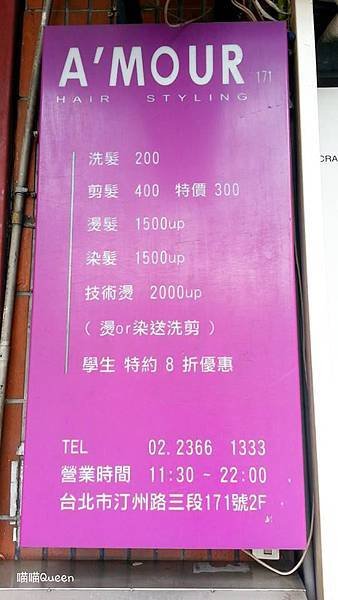 A'MOUR 171
HAIR STYLING
洗髮 200
剪髮 400 特價 300
燙髮 1500up
染髮 1500up
技術燙 2000up
( 燙or染送洗剪 )
學生 特約 8 折優惠
TEL 02.2366 1333
營業時間 11:30 ~ 22:00
台北市汀州路三段171號2F
CRA
喵喵Queen